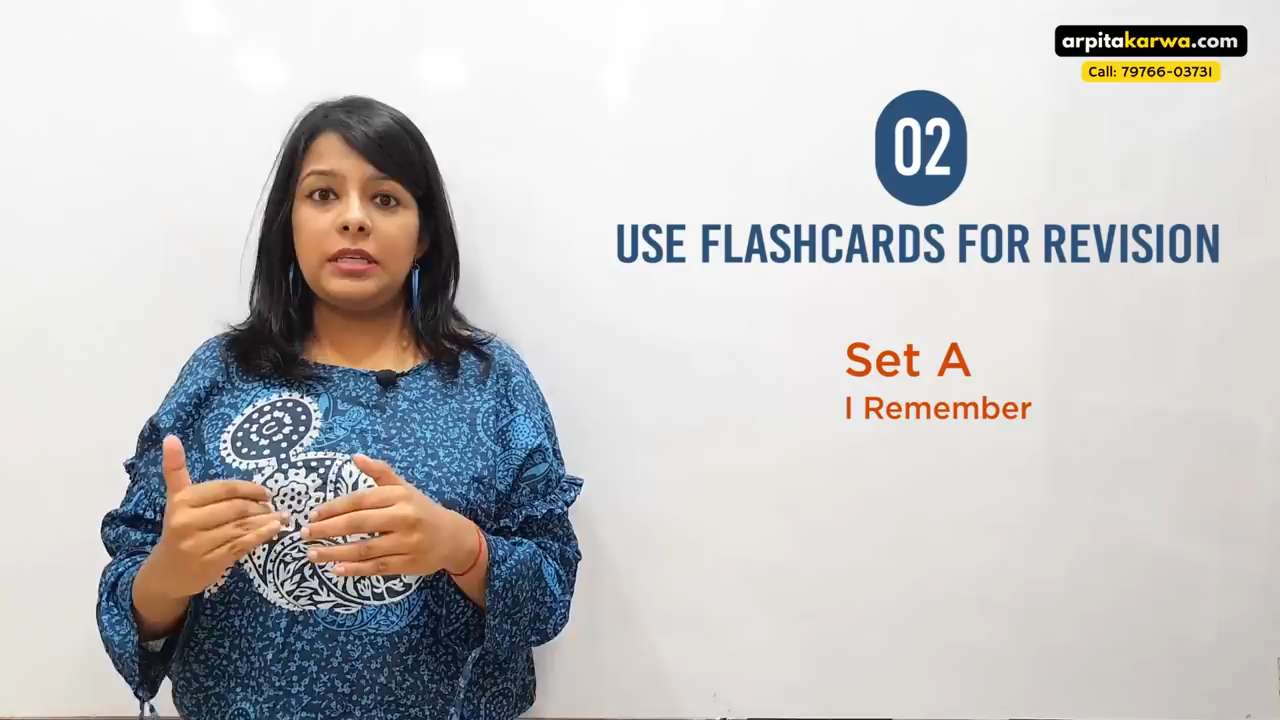 arpitakarwa.com
Call: 79766-03731
02
USE FLASHCARDS FOR REVISION
Set A
I Remember